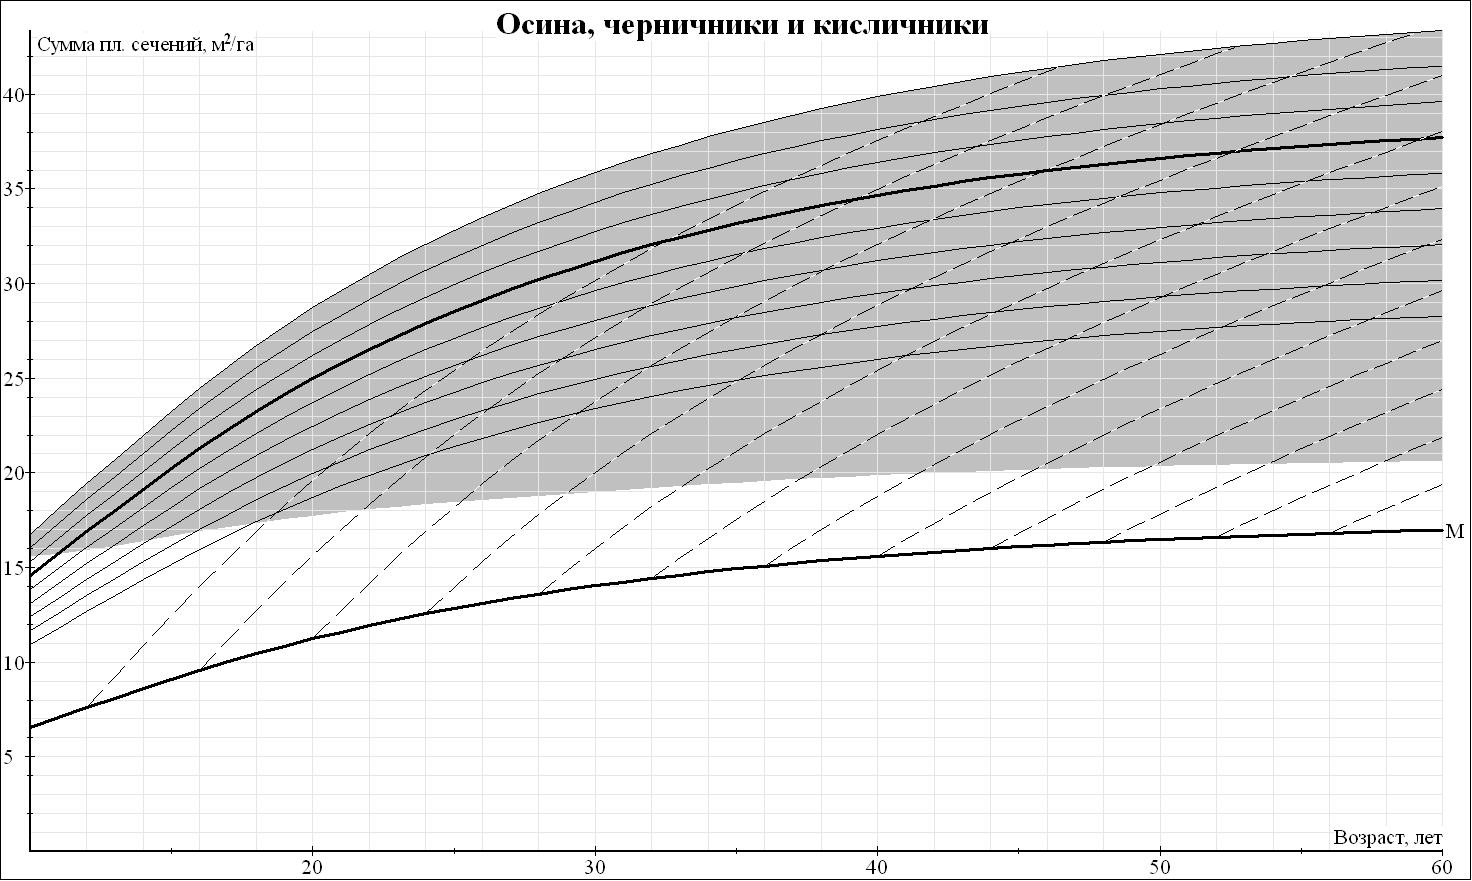 Осина, черничники и кисличники
Сумма пл. сечений, м²/га
40
35
30
25
20
15
10
5
М
Возраст, лет
20 30 40 50 60